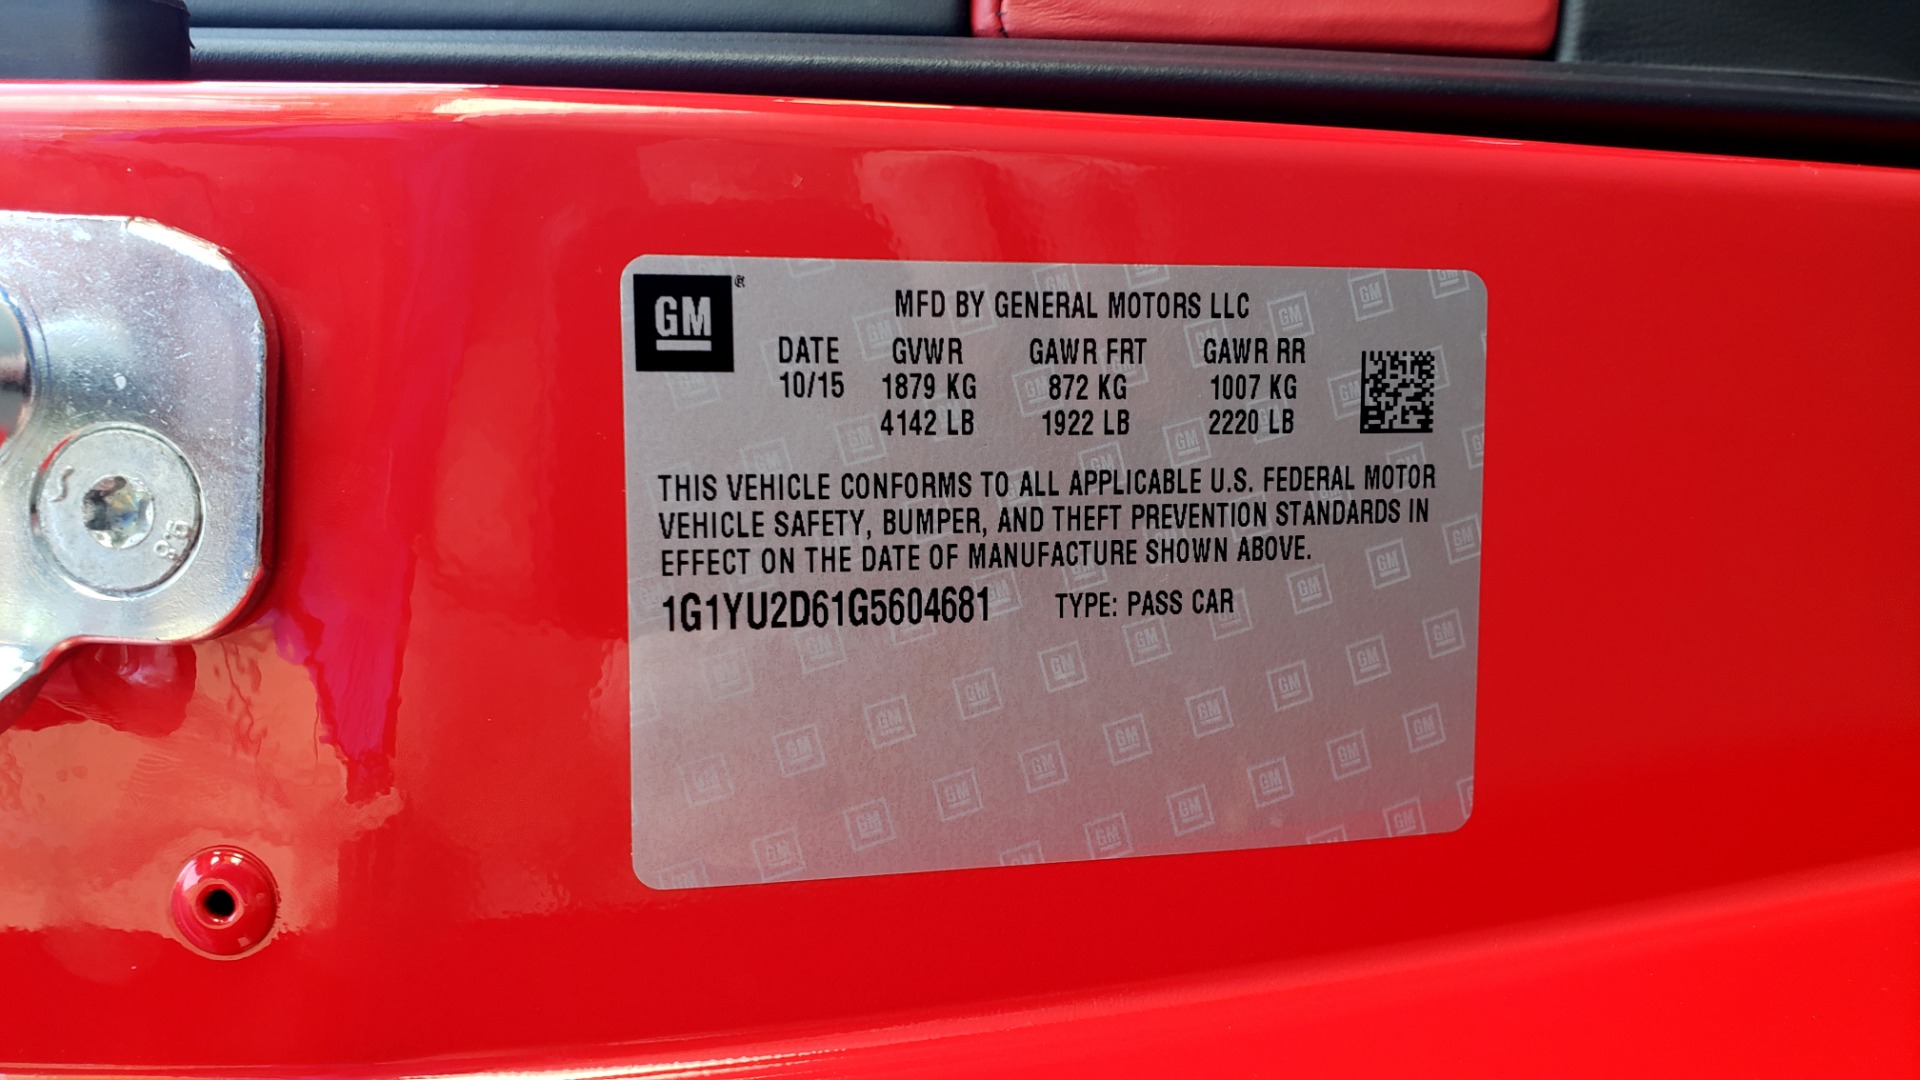 GM®
MFD BY GENERAL MOTORS LLC
DATE GVWR GAWR FRT GAWR RR
10/15 1879 KG 872 KG 1007 KG
4142 LB 1922 LB 2220 LB
THIS VEHICLE CONFORMS TO ALL APPLICABLE U.S. FEDERAL MOTOR
VEHICLE SAFETY, BUMPER, AND THEFT PREVENTION STANDARDS IN
EFFECT ON THE DATE OF MANUFACTURE SHOWN ABOVE.
1G1YU2D61G5604681 TYPE: PASS CAR